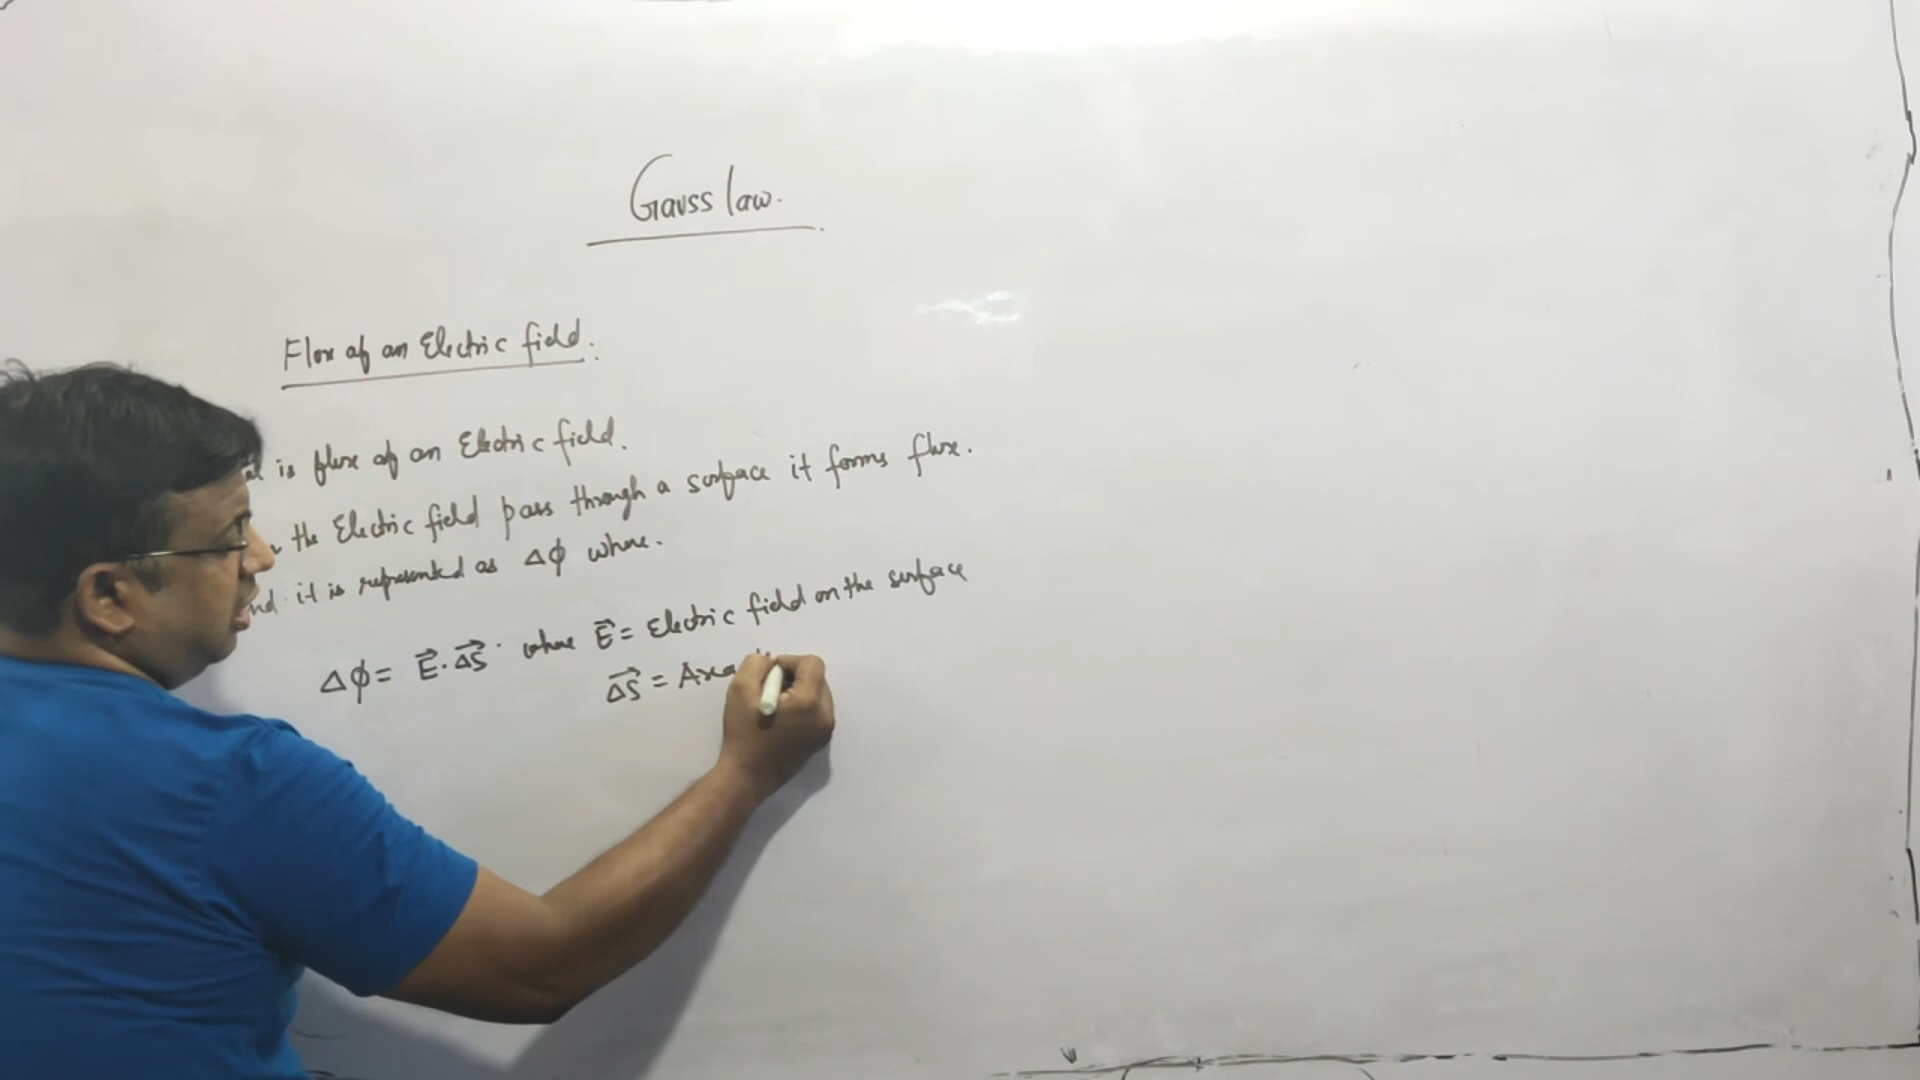 Gauss law.
Flux of an Electric field.
is flux of an Electric field.
the Electric field pass through a surface it forms flux.
it is represented as Δϕ where.
Δϕ = E⃗.ΔS⃗ where E⃗ = Electric field on the surface
ΔS⃗ = Area